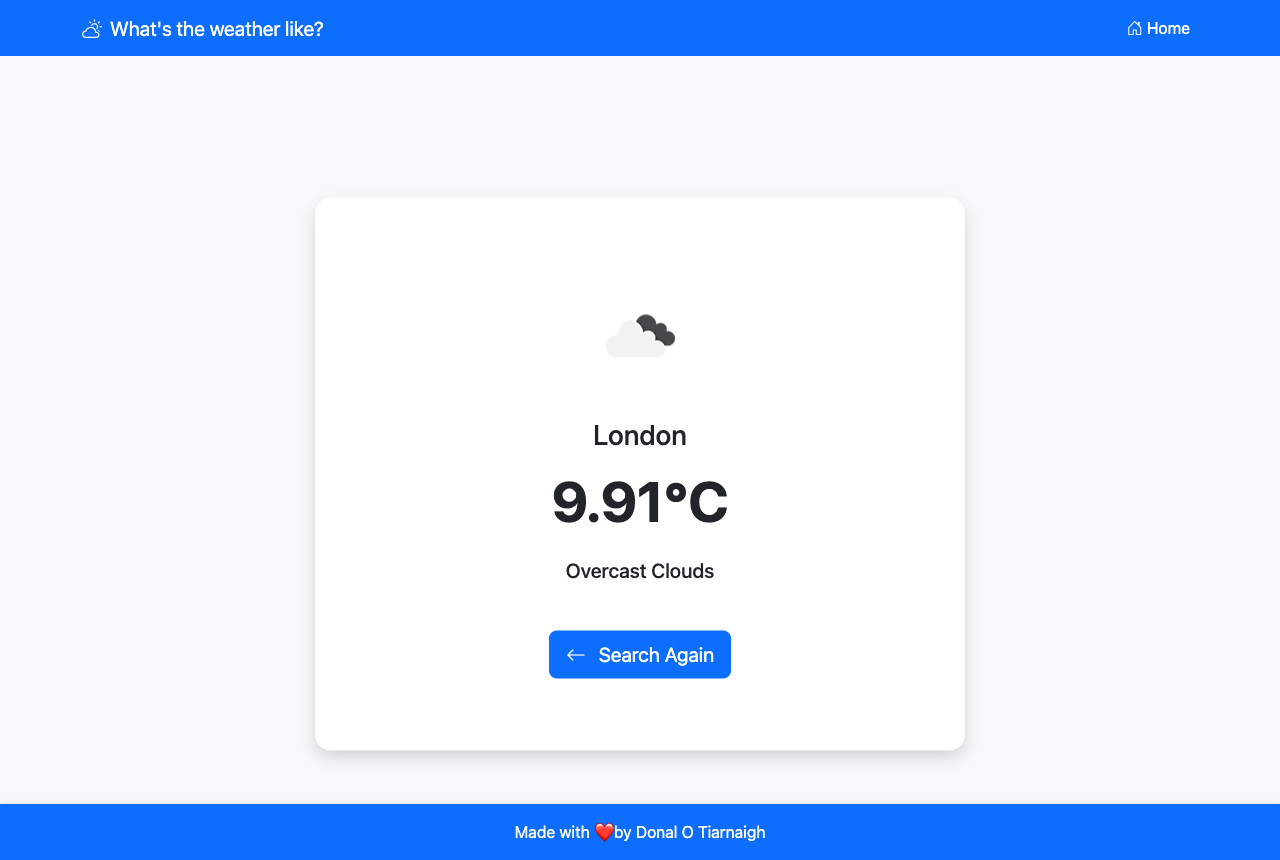 What's the weather like?
Home
London
9.91°C
Overcast Clouds
Search Again
Made with ❤️by Donal O Tiarnaigh